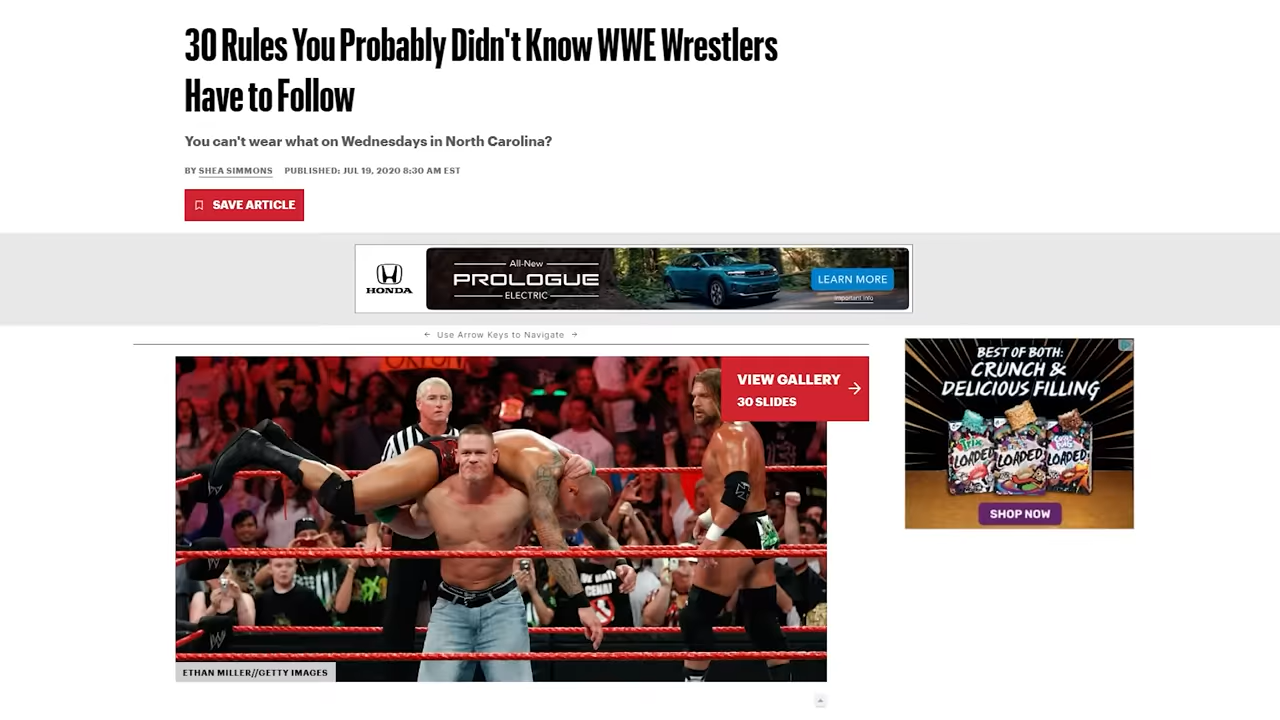 30 Rules You Probably Didn't Know WWE Wrestlers
Have to Follow
You can't wear what on Wednesdays in North Carolina?
BY SHEA SIMMONS PUBLISHED: JUL 19, 2020 8:30 AM EST
SAVE ARTICLE
HONDA
All-New
PROLOGUE
ELECTRIC
LEARN MORE
Important Info
← Use Arrow Keys to Navigate →
VIEW GALLERY →
30 SLIDES
ETHAN MILLER//GETTY IMAGES
BEST OF BOTH:
CRUNCH &
DELICIOUS FILLING
Trix
LOADED LOADED LOADED
SHOP NOW